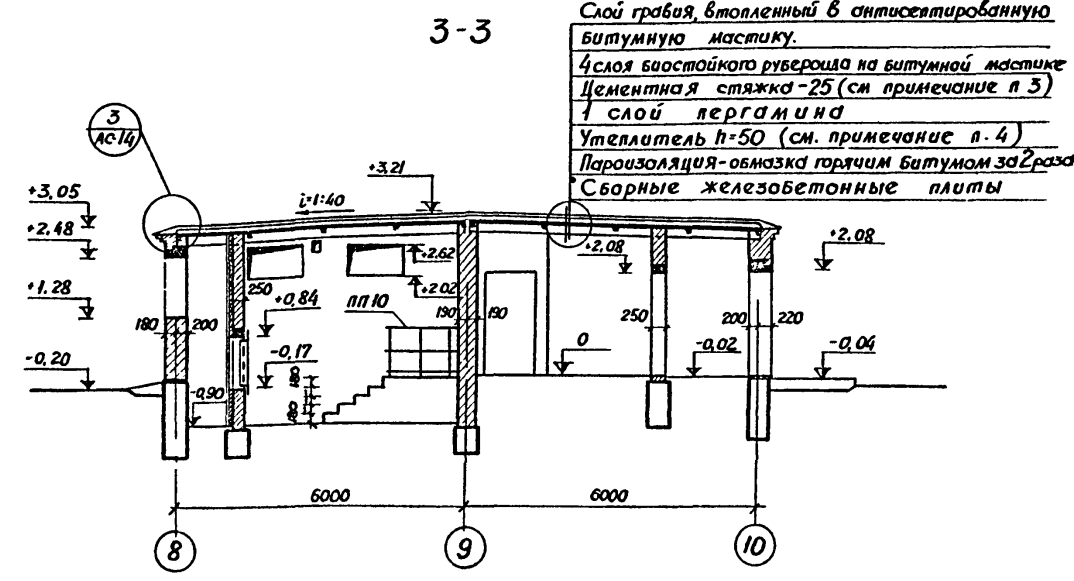 3-3
Слой гравия, втопленный в антисептированную
битумную мастику.
4 слоя биостойкого рубероида на битумной мастике
Цементная стяжка-25 (см примечание п 3)
1 слой пергамина
Утеплитель h=50 (см. примечание п. 4)
Пароизоляция-обмазка горячим битумом за 2 раза
Сборные железобетонные плиты
3
АС-14
+3,21
i=1:40
+3,05
+2,48
+1.28
-0,20
+2,62
+2.02
+2,08
+2,08
250
+0,84
ПП 10
180
200
190
190
250
200
220
-0,17
0
-0,02
-0,04
-0,90
180
180
6000
6000
8
9
10